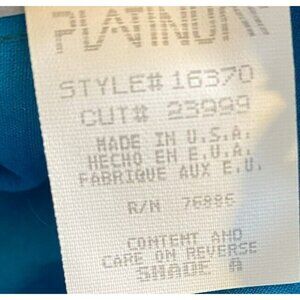 PLATINUM
STYLE# 16370
CUT# 23999
MADE IN U.S.A.
HECHO EN E.U.A.
FABRIQUE AUX E.U.
R/N 76885
CONTENT AND
CARE ON REVERSE
SHADE A